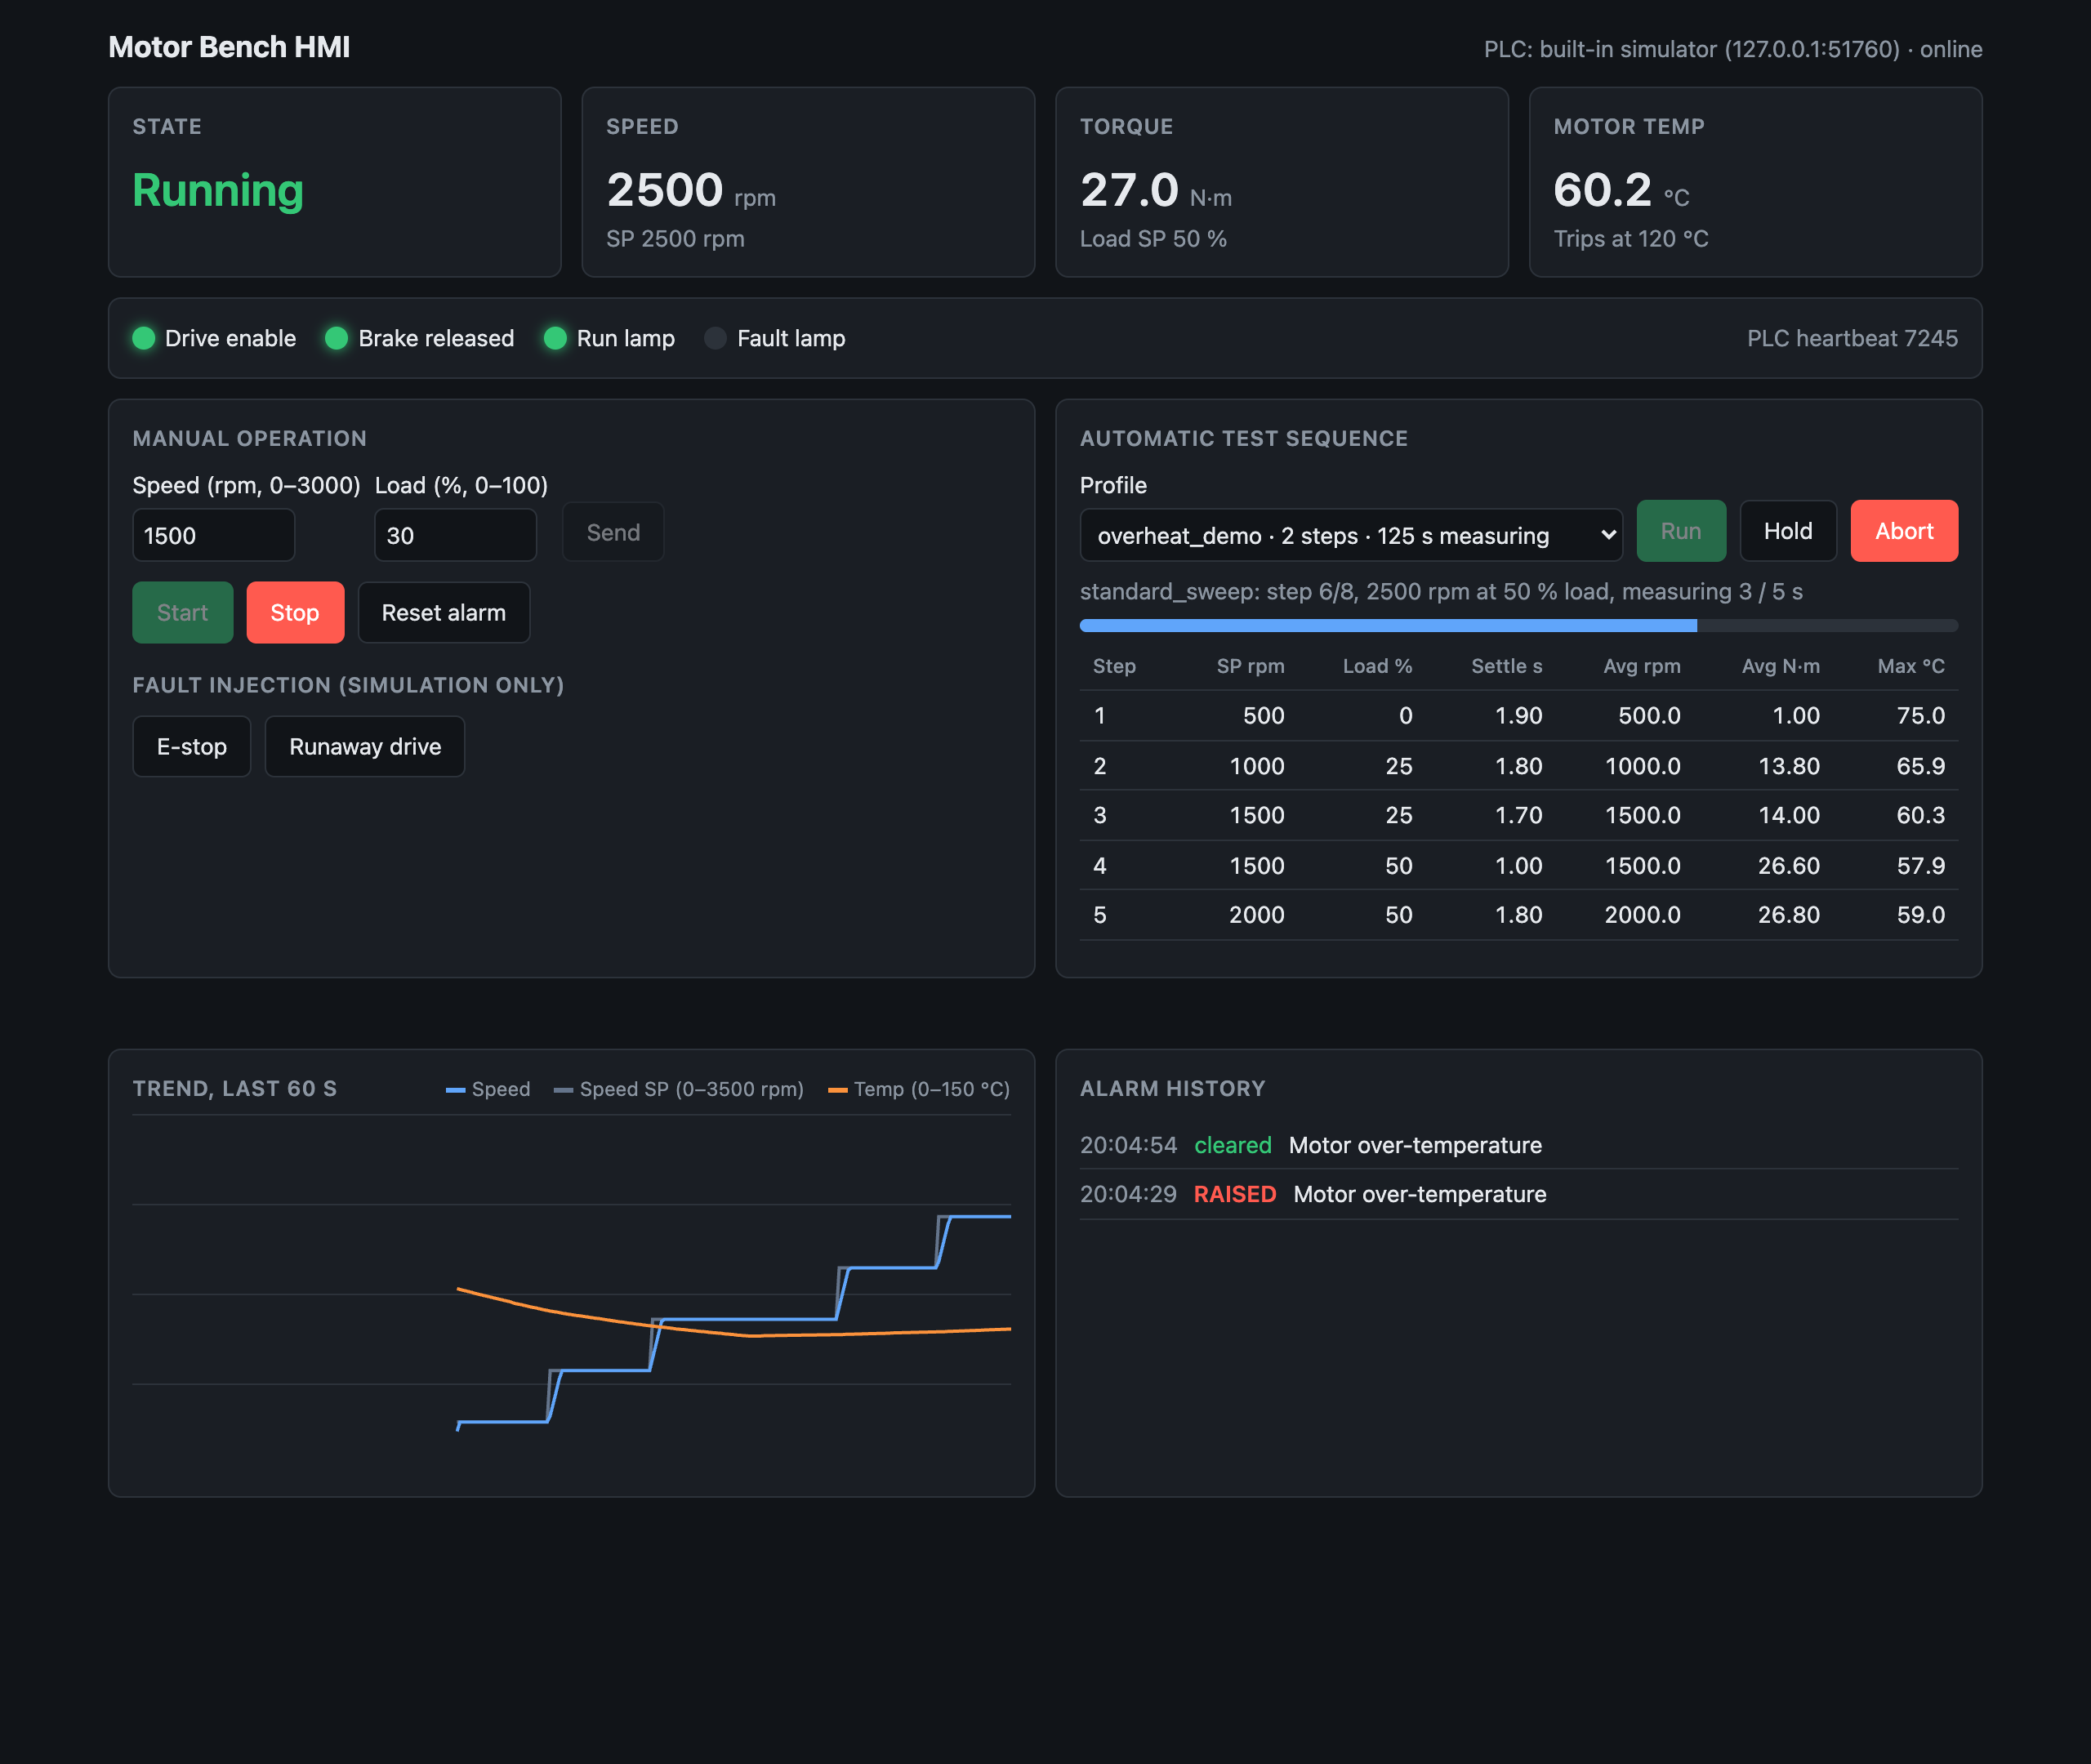 Motor Bench HMI
PLC: built-in simulator (127.0.0.1:51760) · online
STATE
Running
SPEED
2500 rpm
SP 2500 rpm
TORQUE
27.0 N·m
Load SP 50 %
MOTOR TEMP
60.2 °C
Trips at 120 °C
Drive enable Brake released Run lamp Fault lamp
PLC heartbeat 7245
MANUAL OPERATION
Speed (rpm, 0–3000) Load (%, 0–100)
1500 30 Send
Start Stop Reset alarm
FAULT INJECTION (SIMULATION ONLY)
E-stop Runaway drive
AUTOMATIC TEST SEQUENCE
Profile
overheat_demo · 2 steps · 125 s measuring Run Hold Abort
standard_sweep: step 6/8, 2500 rpm at 50 % load, measuring 3 / 5 s
Step SP rpm Load % Settle s Avg rpm Avg N·m Max °C
1 500 0 1.90 500.0 1.00 75.0
2 1000 25 1.80 1000.0 13.80 65.9
3 1500 25 1.70 1500.0 14.00 60.3
4 1500 50 1.00 1500.0 26.60 57.9
5 2000 50 1.80 2000.0 26.80 59.0
TREND, LAST 60 S
Speed Speed SP (0–3500 rpm) Temp (0–150 °C)
ALARM HISTORY
20:04:54 cleared Motor over-temperature
20:04:29 RAISED Motor over-temperature